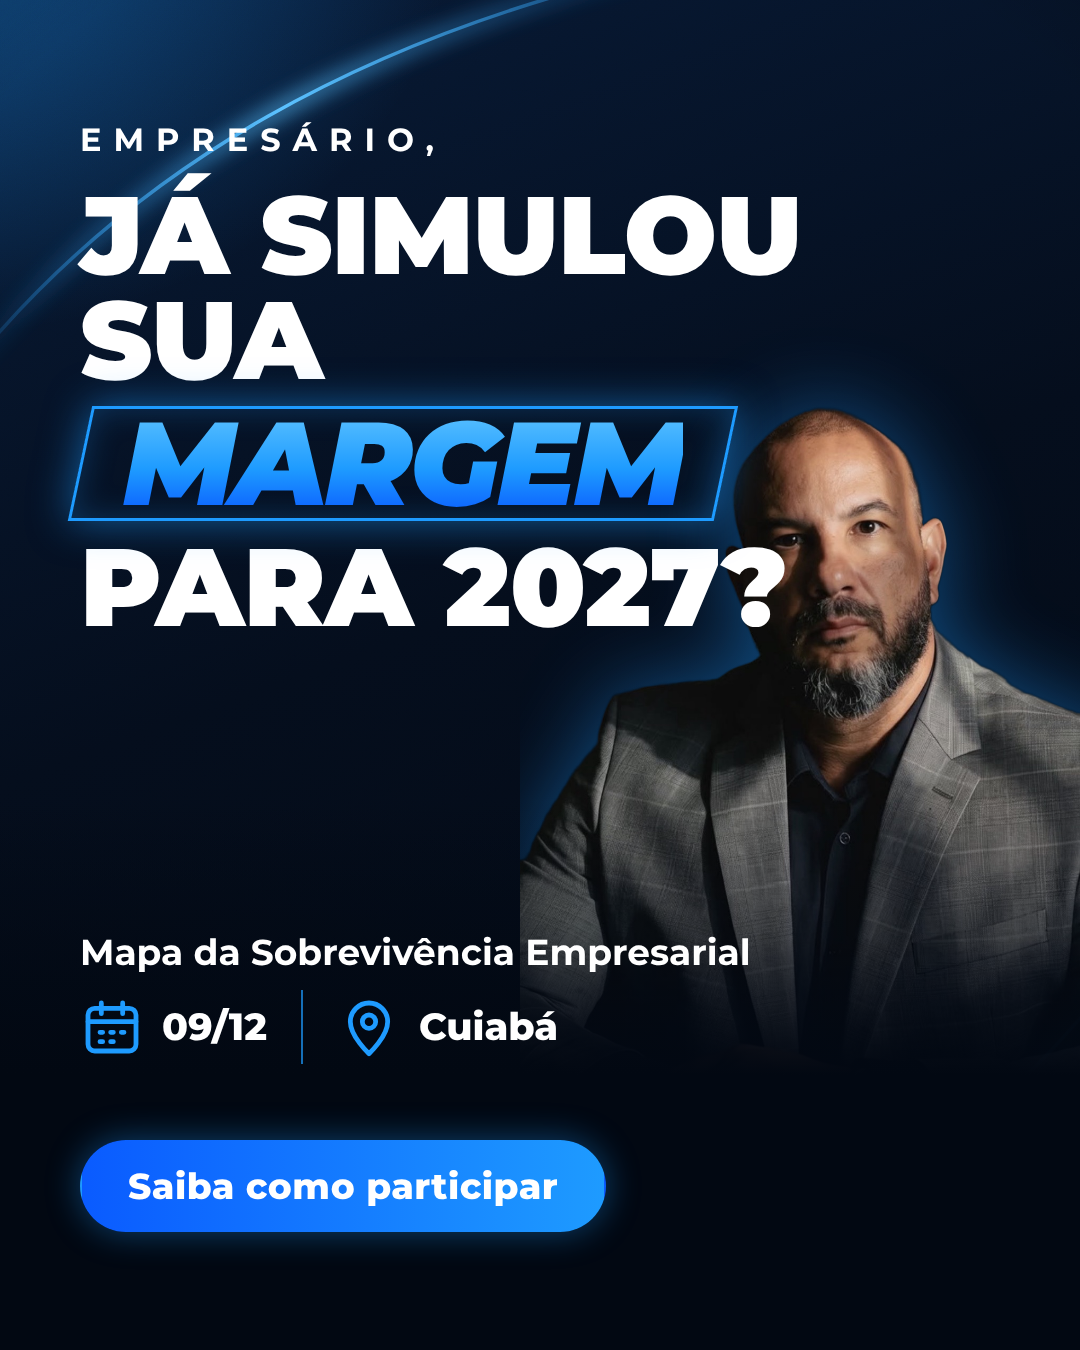 EMPRESÁRIO,
JÁ SIMULOU
SUA
MARGEM
PARA 2027?
Mapa da Sobrevivência Empresarial
09/12
Cuiabá
Saiba como participar